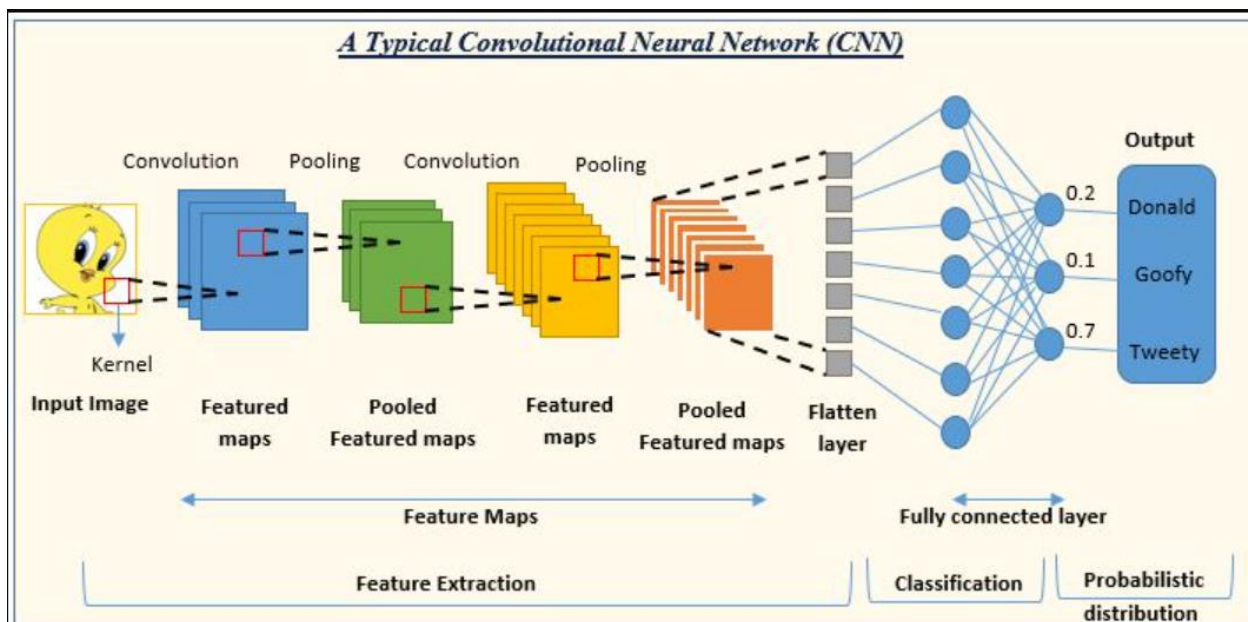 A Typical Convolutional Neural Network (CNN)
Convolution
Pooling
Convolution
Pooling
Output
0.2
Donald
0.1
Goofy
0.7
Tweety
Kernel
Input Image
Featured
maps
Pooled
Featured maps
Featured
maps
Pooled
Featured maps
Flatten
layer
Feature Maps
Fully connected layer
Feature Extraction
Classification
Probabilistic
distribution